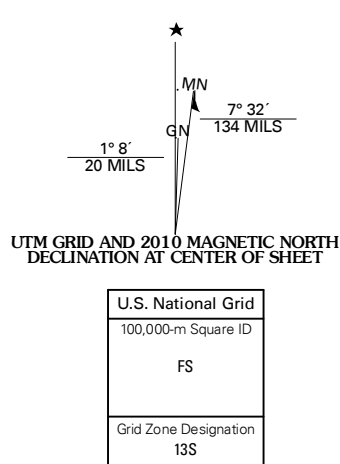 ★
MN
GN
7° 32´
134 MILS
1° 8´
20 MILS
UTM GRID AND 2010 MAGNETIC NORTH
DECLINATION AT CENTER OF SHEET
U.S. National Grid
100,000-m Square ID
FS
Grid Zone Designation
13S